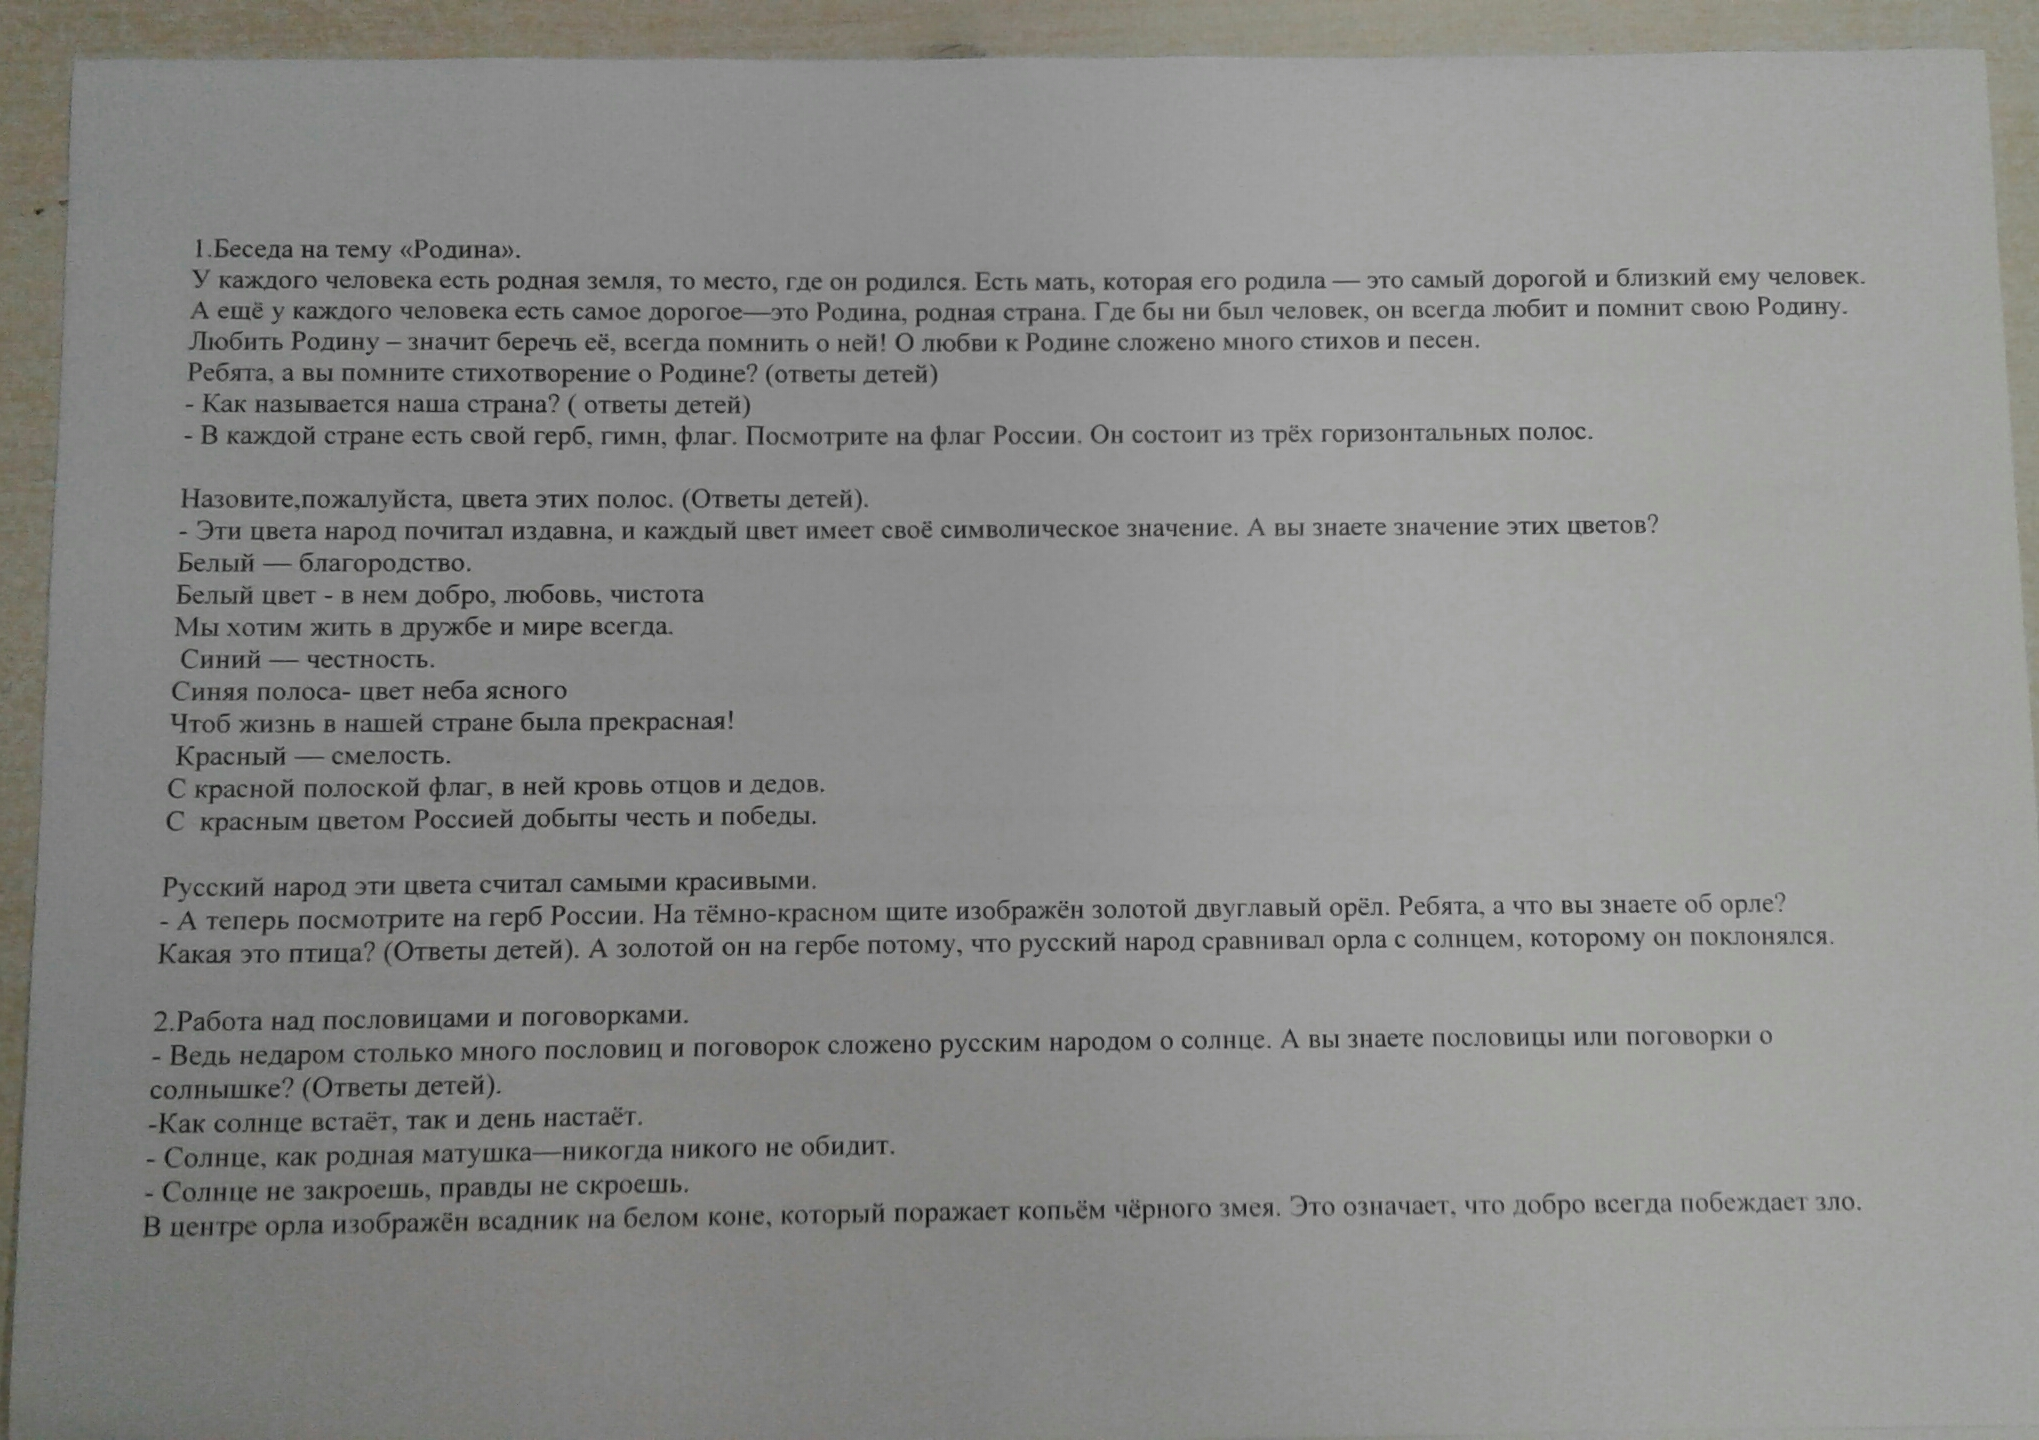 1.Беседа на тему «Родина».
У каждого человека есть родная земля, то место, где он родился. Есть мать, которая его родила — это самый дорогой и близкий ему человек.
А ещё у каждого человека есть самое дорогое—это Родина, родная страна. Где бы ни был человек, он всегда любит и помнит свою Родину.
Любить Родину – значит беречь её, всегда помнить о ней! О любви к Родине сложено много стихов и песен.
Ребята, а вы помните стихотворение о Родине? (ответы детей)
- Как называется наша страна? ( ответы детей)
- В каждой стране есть свой герб, гимн, флаг. Посмотрите на флаг России. Он состоит из трёх горизонтальных полос.
Назовите,пожалуйста, цвета этих полос. (Ответы детей).
- Эти цвета народ почитал издавна, и каждый цвет имеет своё символическое значение. А вы знаете значение этих цветов?
Белый — благородство.
Белый цвет - в нем добро, любовь, чистота
Мы хотим жить в дружбе и мире всегда.
Синий — честность.
Синяя полоса- цвет неба ясного
Чтоб жизнь в нашей стране была прекрасная!
Красный — смелость.
С красной полоской флаг, в ней кровь отцов и дедов.
С красным цветом Россией добыты честь и победы.
Русский народ эти цвета считал самыми красивыми.
- А теперь посмотрите на герб России. На тёмно-красном щите изображён золотой двуглавый орёл. Ребята, а что вы знаете об орле?
Какая это птица? (Ответы детей). А золотой он на гербе потому, что русский народ сравнивал орла с солнцем, которому он поклонялся.
2.Работа над пословицами и поговорками.
- Ведь недаром столько много пословиц и поговорок сложено русским народом о солнце. А вы знаете пословицы или поговорки о
солнышке? (Ответы детей).
-Как солнце встаёт, так и день настаёт.
- Солнце, как родная матушка—никогда никого не обидит.
- Солнце не закроешь, правды не скроешь.
В центре орла изображён всадник на белом коне, который поражает копьём чёрного змея. Это означает, что добро всегда побеждает зло.